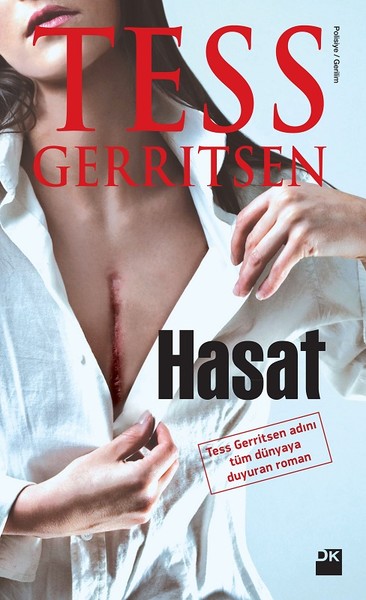 TESS
GERRITSEN
Polisiye / Gerilim
Hasat
Tess Gerritsen adını
tüm dünyaya
duyuran roman
DK